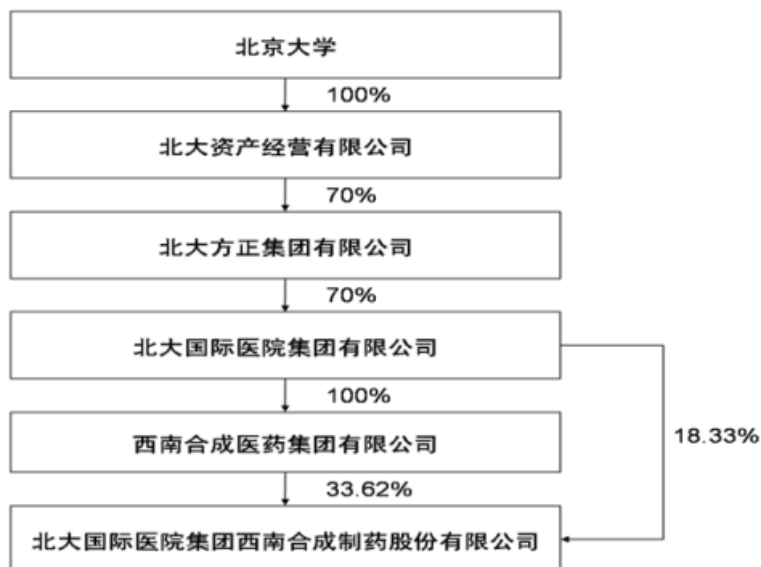 北京大学
100%
北大资产经营有限公司
70%
北大方正集团有限公司
70%
北大国际医院集团有限公司
100%
18.33%
西南合成医药集团有限公司
33.62%
北大国际医院集团西南合成制药股份有限公司